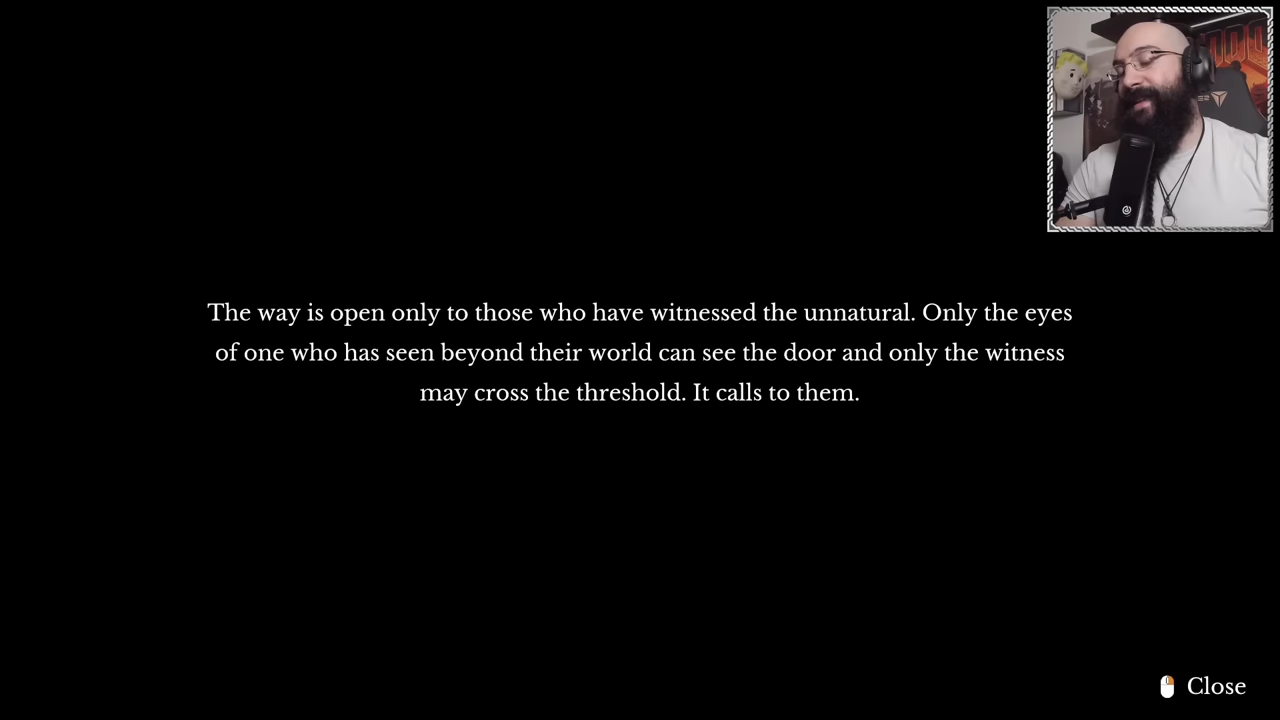 The way is open only to those who have witnessed the unnatural. Only the eyes
of one who has seen beyond their world can see the door and only the witness
may cross the threshold. It calls to them.
Close